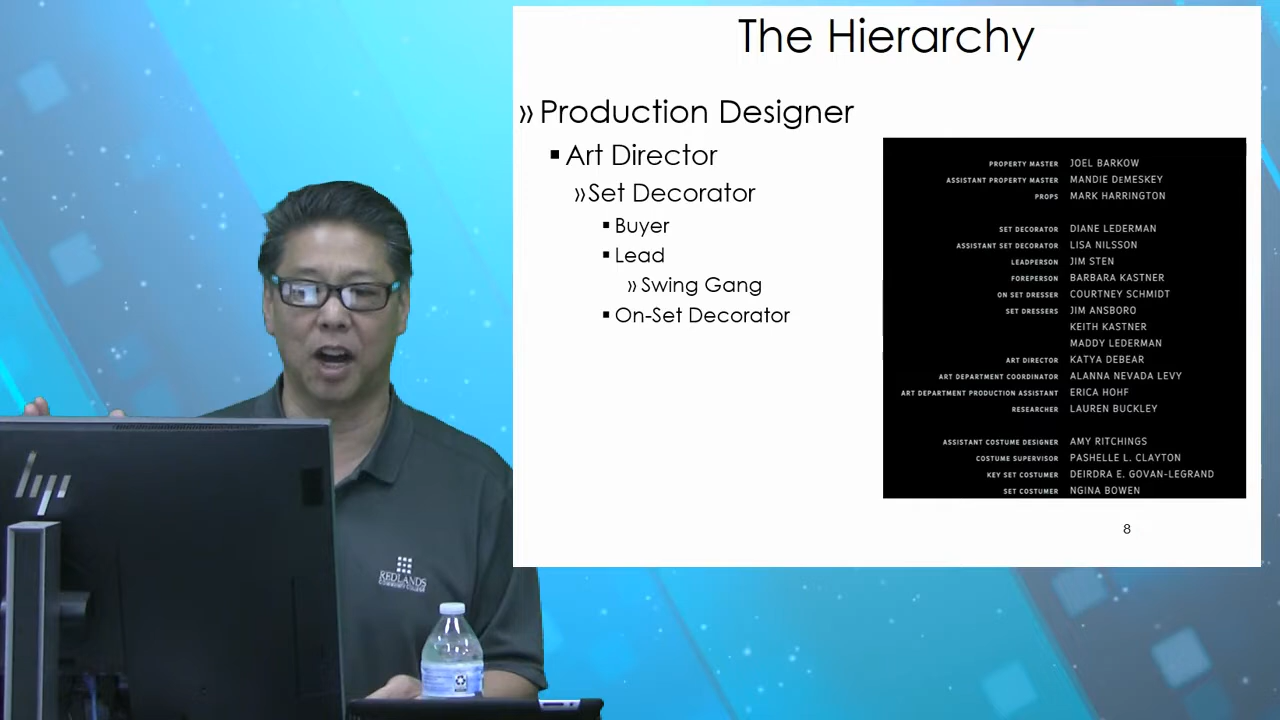 The Hierarchy
» Production Designer
▪ Art Director
» Set Decorator
▪ Buyer
▪ Lead
» Swing Gang
▪ On-Set Decorator
PROPERTY MASTER JOEL BARKOW
ASSISTANT PROPERTY MASTER MANDIE DeMESKEY
PROPS MARK HARRINGTON
SET DECORATOR DIANE LEDERMAN
ASSISTANT SET DECORATOR LISA NILSSON
LEADPERSON JIM STEN
FOREPERSON BARBARA KASTNER
ON SET DRESSER COURTNEY SCHMIDT
SET DRESSERS JIM ANSBORO
KEITH KASTNER
MADDY LEDERMAN
ART DIRECTOR KATYA DEBEAR
ART DEPARTMENT COORDINATOR ALANNA NEVADA LEVY
ART DEPARTMENT PRODUCTION ASSISTANT ERICA HOHF
RESEARCHER LAUREN BUCKLEY
ASSISTANT COSTUME DESIGNER AMY RITCHINGS
COSTUME SUPERVISOR PASHELLE L. CLAYTON
KEY SET COSTUMER DEIRDRA E. GOVAN-LEGRAND
SET COSTUMER NGINA BOWEN
8
hp
REDLANDS
COMMUNITY COLLEGE